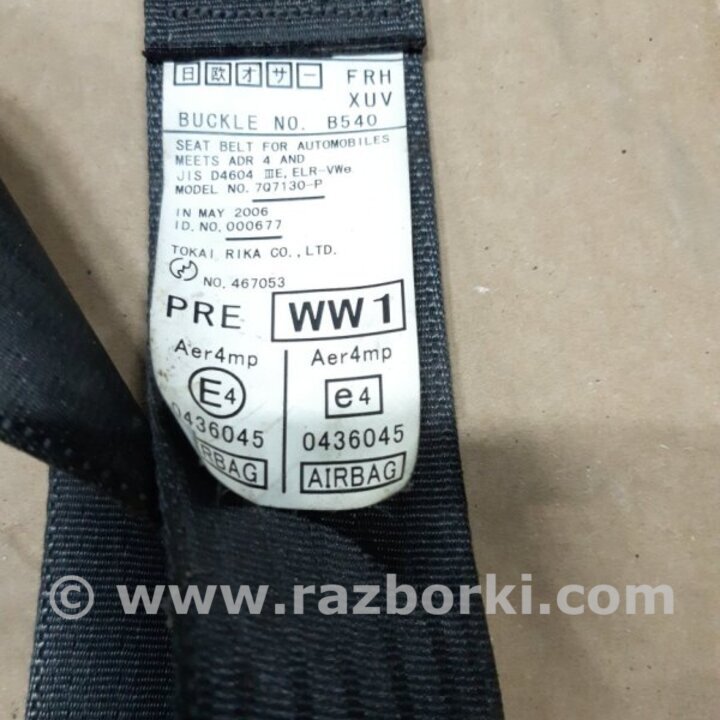 日欧オサー FRH
XUV
BUCKLE NO. B540
SEAT BELT FOR AUTOMOBILES
MEETS ADR 4 AND
JIS D4604 ⅢE, ELR-VWe
MODEL NO. 7Q7130-P
IN MAY 2006
ID. NO. 000677
TOKAI RIKA CO., LTD.
NO. 467053
PRE WW1
Aer4mp Aer4mp
E4 e4
0436045 0436045
RBAG AIRBAG
© www.razborki.com